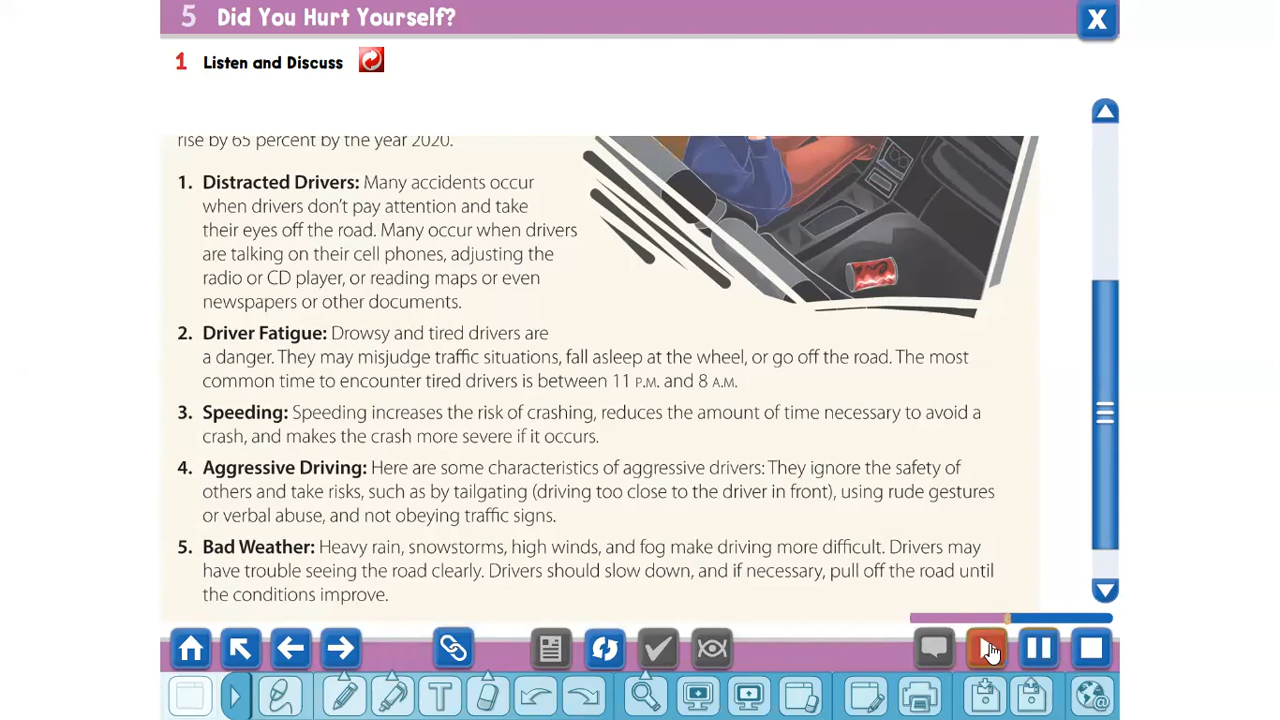 5 Did You Hurt Yourself?
X
1 Listen and Discuss
rise by 65 percent by the year 2020.
1. Distracted Drivers: Many accidents occur
when drivers don't pay attention and take
their eyes off the road. Many occur when drivers
are talking on their cell phones, adjusting the
radio or CD player, or reading maps or even
newspapers or other documents.
2. Driver Fatigue: Drowsy and tired drivers are
a danger. They may misjudge traffic situations, fall asleep at the wheel, or go off the road. The most
common time to encounter tired drivers is between 11 P.M. and 8 A.M.
3. Speeding: Speeding increases the risk of crashing, reduces the amount of time necessary to avoid a
crash, and makes the crash more severe if it occurs.
4. Aggressive Driving: Here are some characteristics of aggressive drivers: They ignore the safety of
others and take risks, such as by tailgating (driving too close to the driver in front), using rude gestures
or verbal abuse, and not obeying traffic signs.
5. Bad Weather: Heavy rain, snowstorms, high winds, and fog make driving more difficult. Drivers may
have trouble seeing the road clearly. Drivers should slow down, and if necessary, pull off the road until
the conditions improve.
T